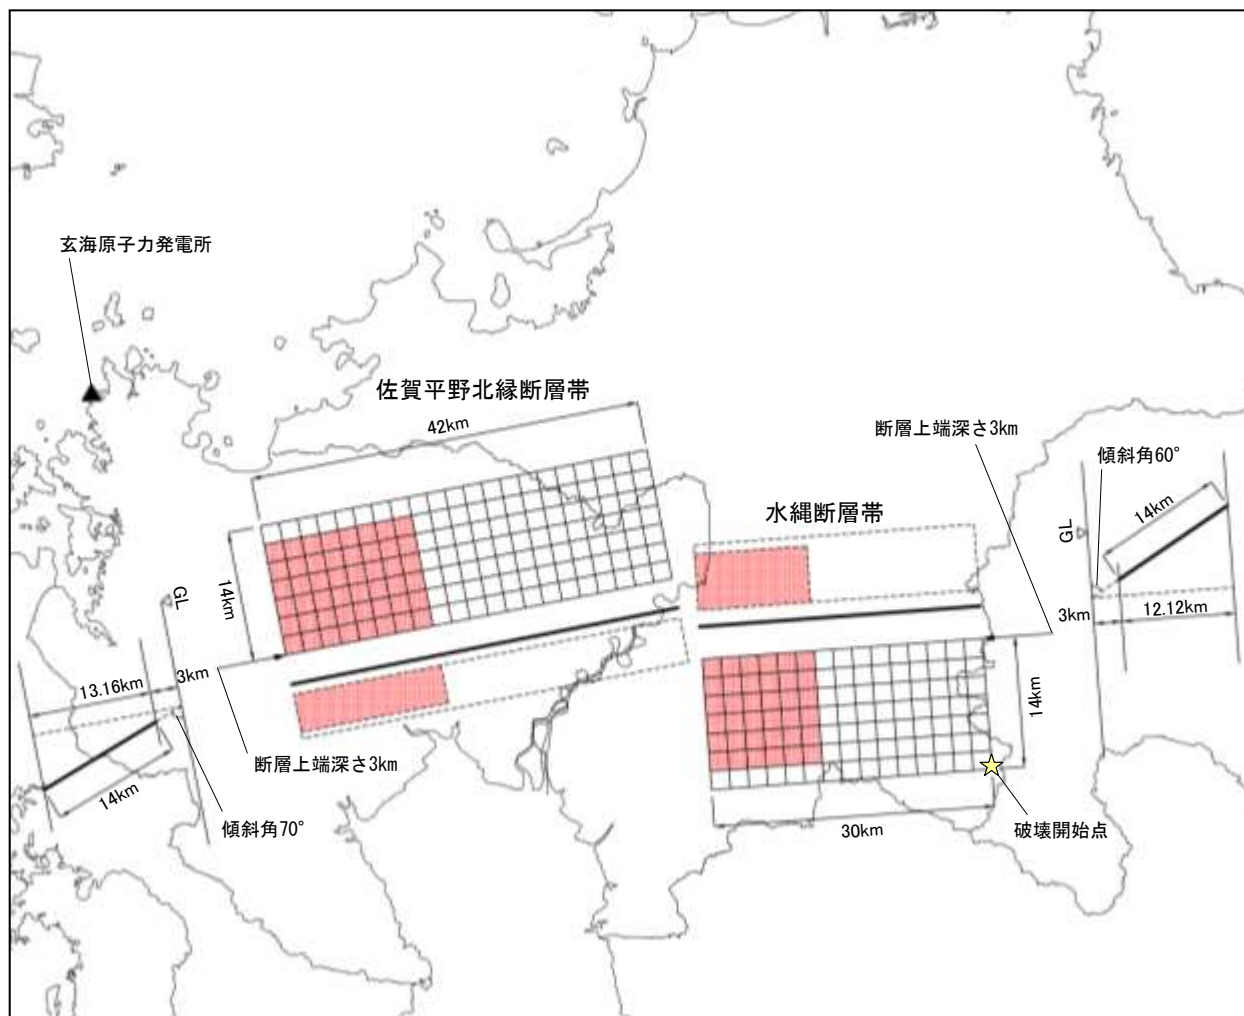 玄海原子力発電所
佐賀平野北縁断層帯
42km
断層上端深さ3km
傾斜角60°
14km
水縄断層帯
GL
14km
GL
3km
12.12km
13.16km
3km
14km
断層上端深さ3km
14km
傾斜角70°
30km
破壊開始点